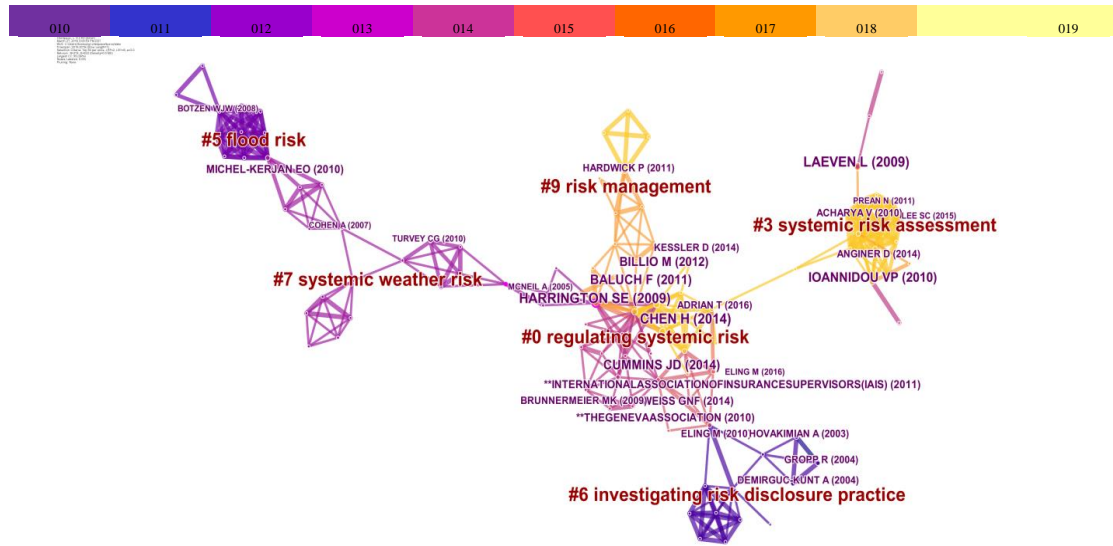 010 011 012 013 014 015 016 017 018 019
BOTZEN WJW (2008)
#5 flood risk
MICHEL-KERJAN EO (2010)
COHEN A (2007)
TURVEY CG (2010)
#7 systemic weather risk
MCNEIL A (2005)
HARDWICK P (2011)
#9 risk management
KESSLER D (2014)
BILLIO M (2012)
BALUCH F (2011)
HARRINGTON SE (2009)
ADRIAN T (2016)
CHEN H (2014)
#0 regulating systemic risk
CUMMINS JD (2014)
ELING M (2016)
**INTERNATIONALASSOCIATIONOFINSURANCESUPERVISORS(IAIS) (2011)
BRUNNERMEIER MK (2009)
WEISS GNF (2014)
**THEGENEVAASSOCIATION (2010)
LAEVEN L (2009)
PREAN N (2011)
ACHARYA V (2010)
LEE SC (2015)
#3 systemic risk assessment
ANGINER D (2014)
IOANNIDOU VP (2010)
ELING M (2010)
HOVAKIMIAN A (2003)
GROPP R (2004)
DEMIRGUC-KUNT A (2004)
#6 investigating risk disclosure practice